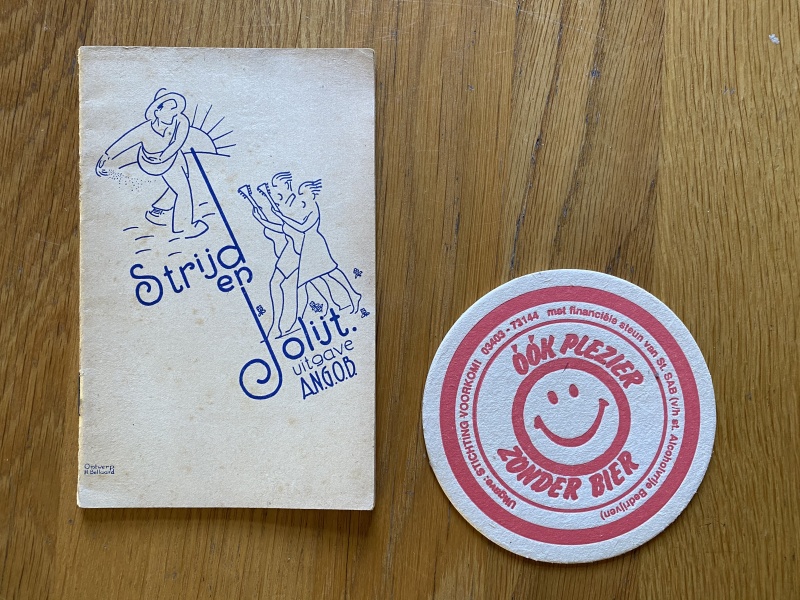 Strijd
en
Jolijt.
uitgave
A.N.G.O.B.
Ontwerp:
ÓÓK PLEZIER
ZONDER BIER
Uitgave: STICHTING VOORKOM! 03403-73144 met financiële steun van St. SAB (v/h st. Alcoholvrije Bedrijven)